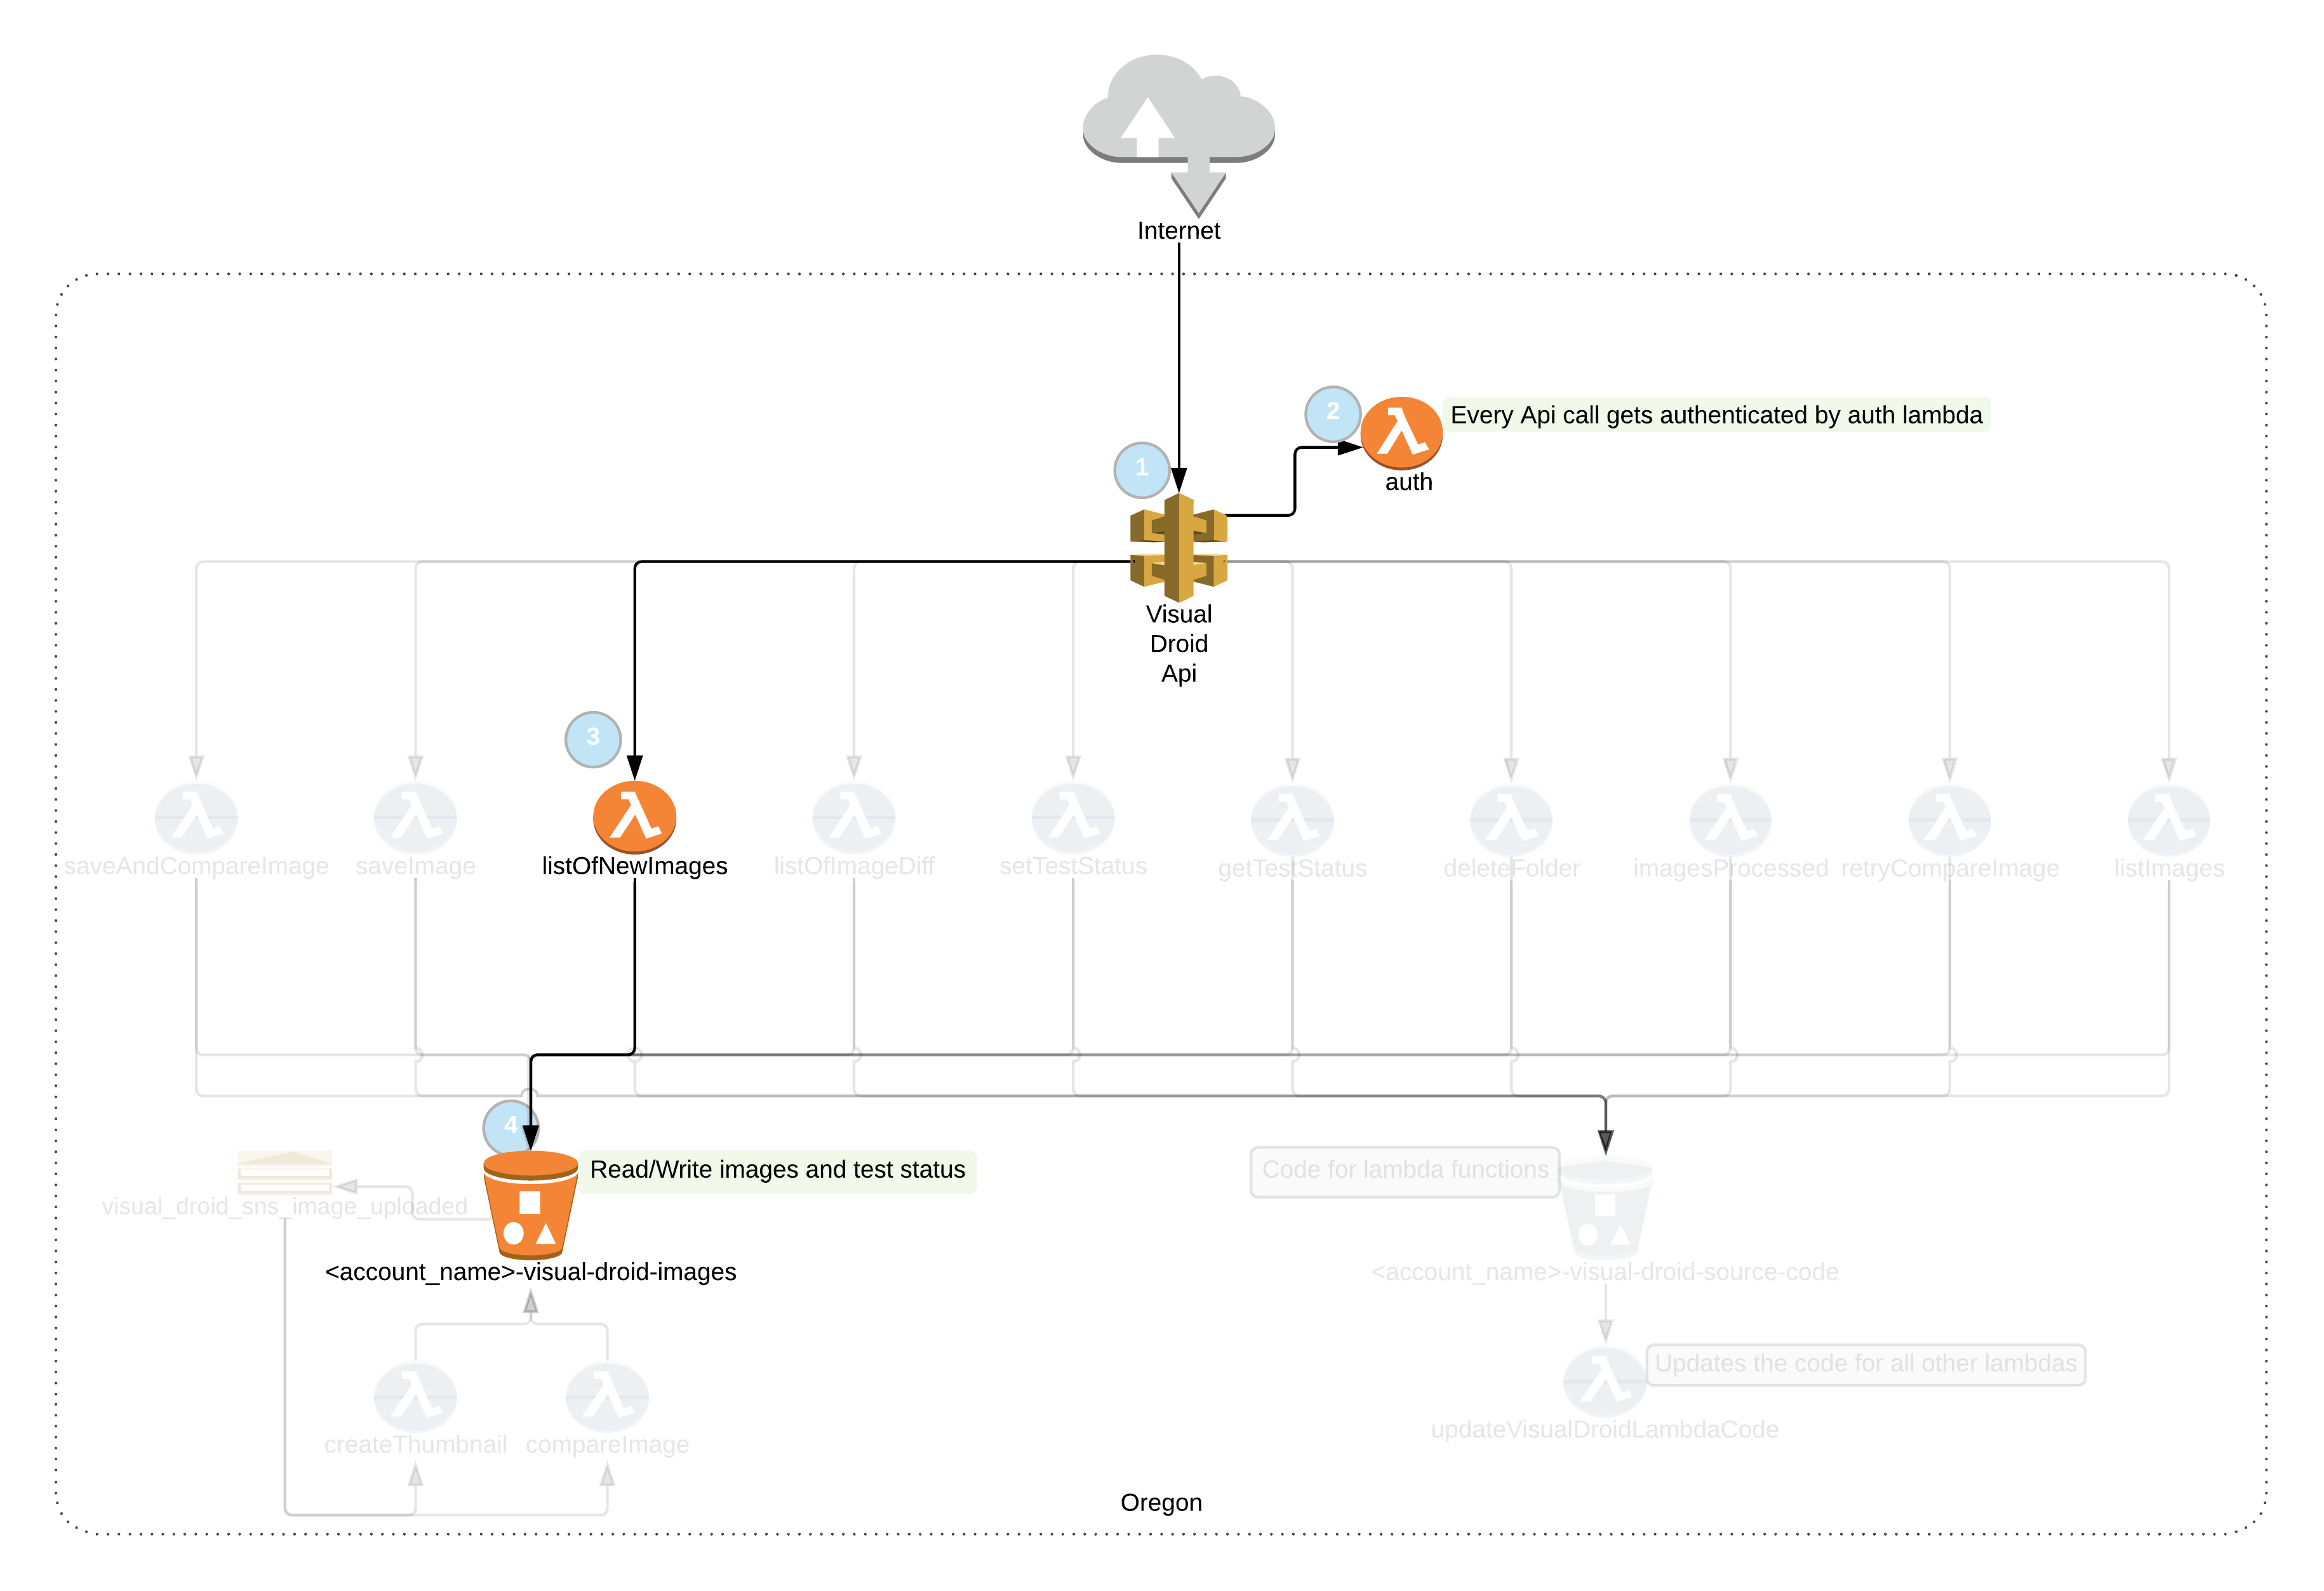 Internet
2
Every Api call gets authenticated by auth lambda
1
auth
Visual
Droid
Api
3
saveAndCompareImage
saveImage
listOfNewImages
listOfImageDiff
setTestStatus
getTestStatus
deleteFolder
imagesProcessed
retryCompareImage
listImages
4
Read/Write images and test status
Code for lambda functions
visual_droid_sns_image_uploaded
<account_name>-visual-droid-images
<account_name>-visual-droid-source-code
Updates the code for all other lambdas
updateVisualDroidLambdaCode
createThumbnail
compareImage
Oregon